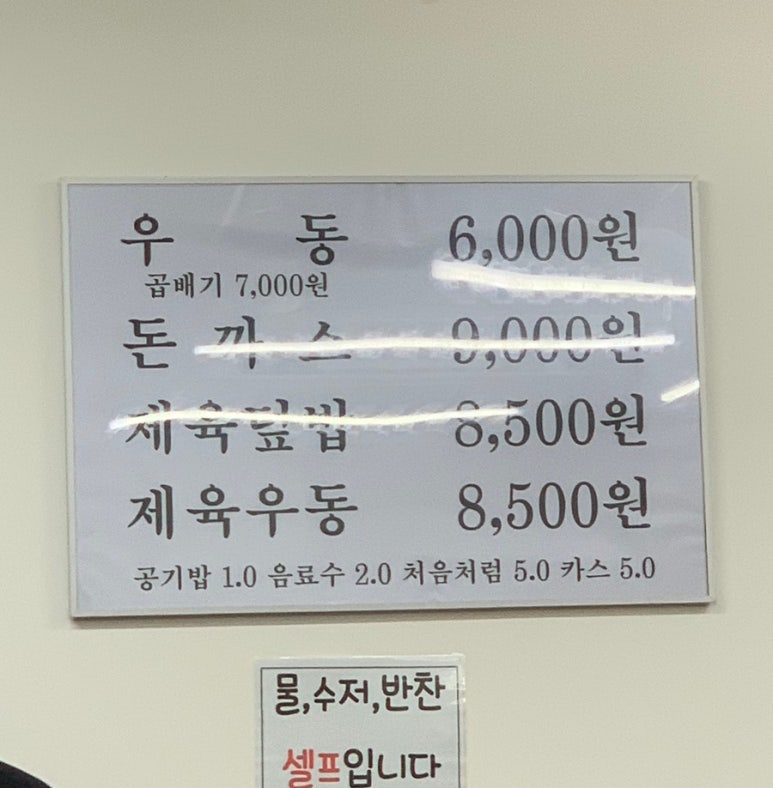 우 동 6,000원
곱배기 7,000원
돈 까 스 9,000원
제육덮밥 8,500원
제육우동 8,500원
공기밥 1.0 음료수 2.0 처음처럼 5.0 카스 5.0
물,수저,반찬
셀프입니다